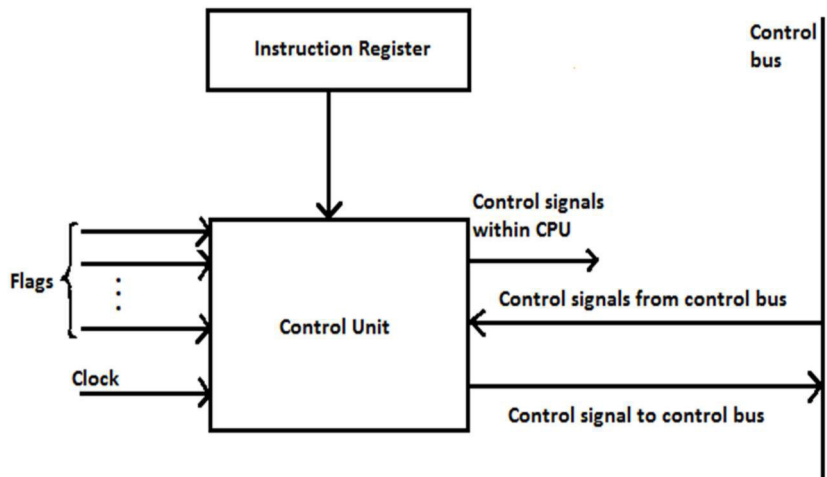 Instruction Register
Control
bus
Control signals
within CPU
Flags
Control signals from control bus
Control Unit
Clock
Control signal to control bus